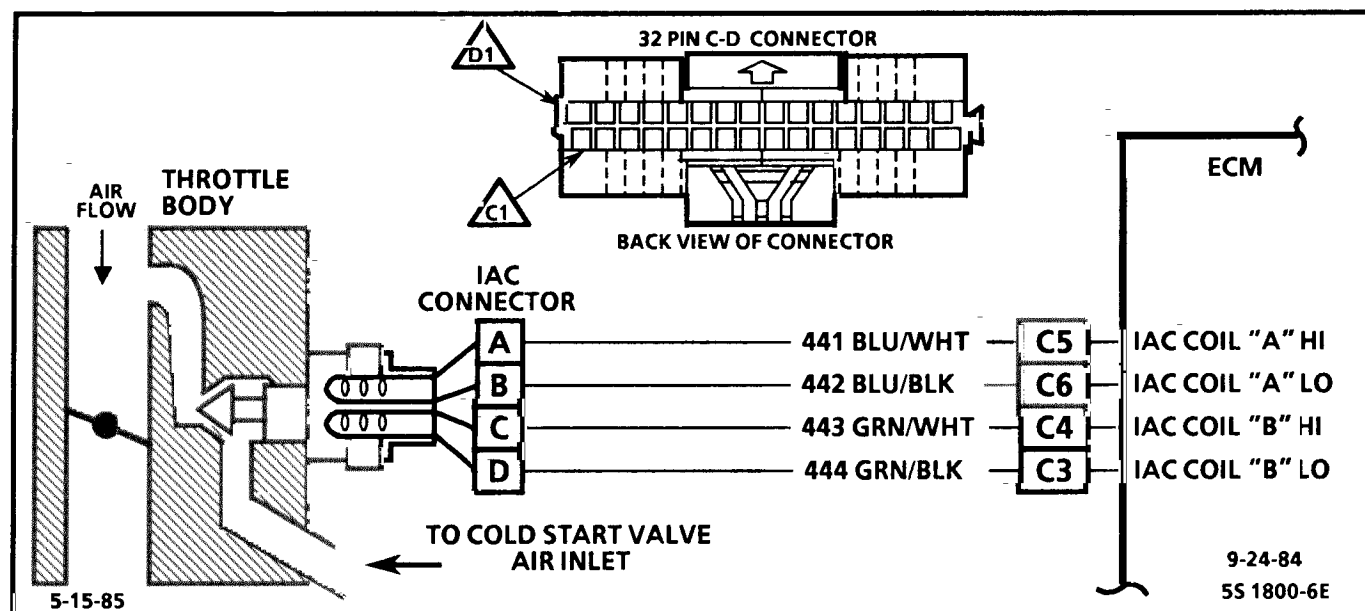 32 PIN C-D CONNECTOR
D1
C1
BACK VIEW OF CONNECTOR
ECM
AIR
FLOW
THROTTLE
BODY
IAC
CONNECTOR
A 441 BLU/WHT C5 IAC COIL "A" HI
B 442 BLU/BLK C6 IAC COIL "A" LO
C 443 GRN/WHT C4 IAC COIL "B" HI
D 444 GRN/BLK C3 IAC COIL "B" LO
TO COLD START VALVE
AIR INLET
5-15-85
9-24-84
5S 1800-6E